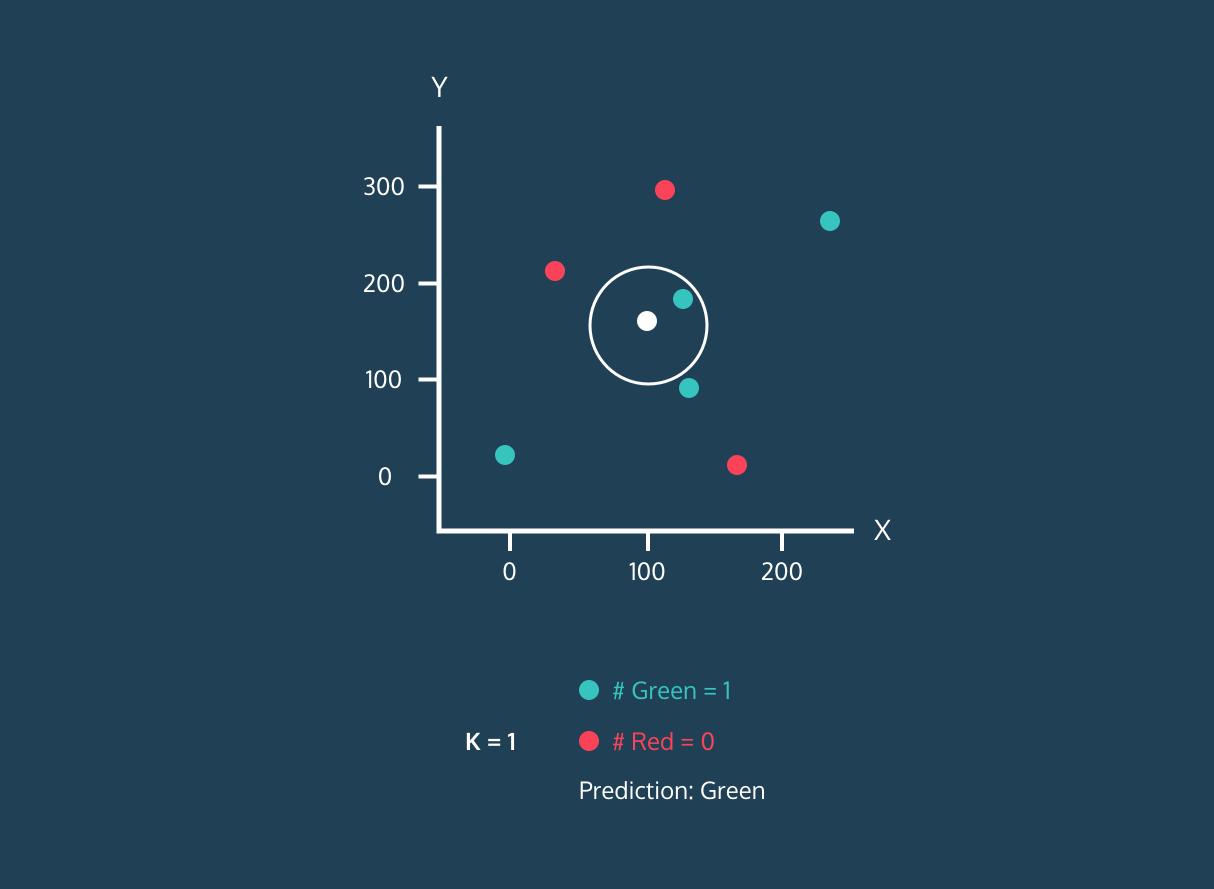 Y
300
200
100
0
X
0 100 200
# Green = 1
K = 1 # Red = 0
Prediction: Green